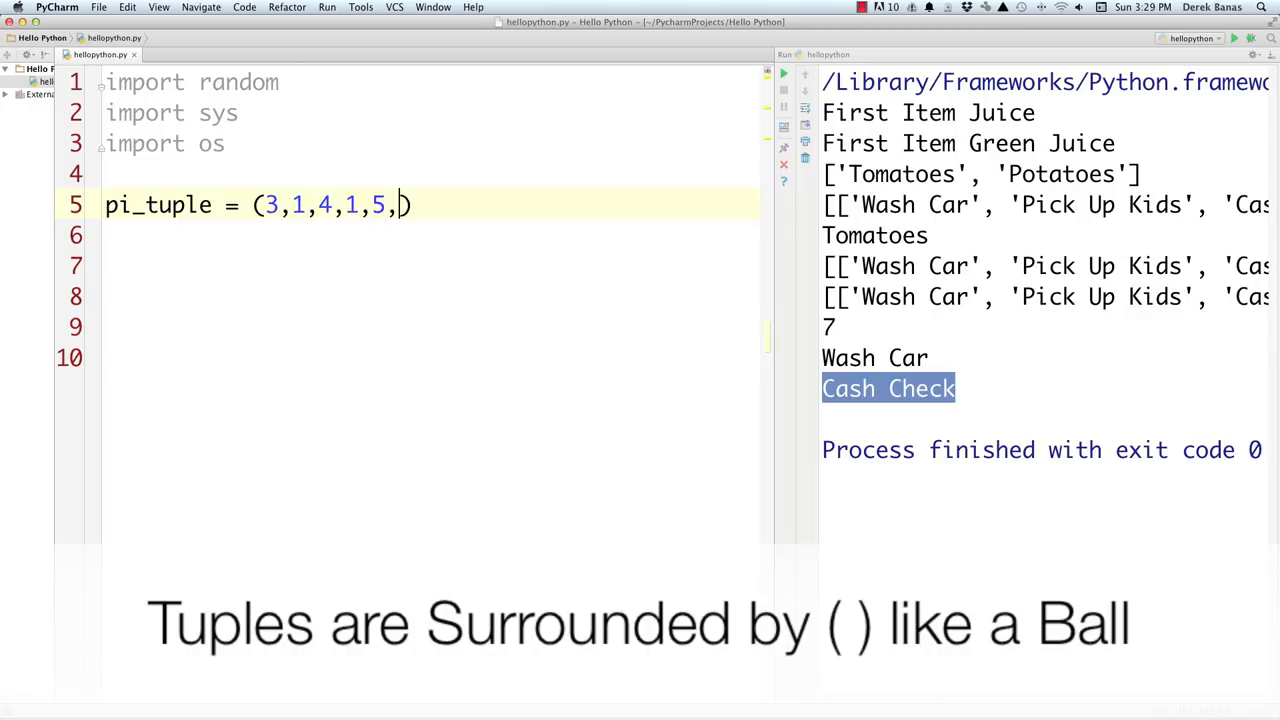 PyCharm File Edit View Navigate Code Refactor Run Tools VCS Window Help 10 Sun 3:29 PM Derek Banas
hellopython.py - Hello Python - [~/PycharmProjects/Hello Python]
Hello Python hellopython.py hellopython
hellopython.py Run hellopython
Hello P
hell
Extern
1 import random
2 import sys
3 import os
4
5 pi_tuple = (3,1,4,1,5,)
6
7
8
9
10
/Library/Frameworks/Python.framewo
First Item Juice
First Item Green Juice
['Tomatoes', 'Potatoes']
[['Wash Car', 'Pick Up Kids', 'Cas
Tomatoes
[['Wash Car', 'Pick Up Kids', 'Cas
[['Wash Car', 'Pick Up Kids', 'Cas
7
Wash Car
Cash Check
Process finished with exit code 0
Tuples are Surrounded by ( ) like a Ball